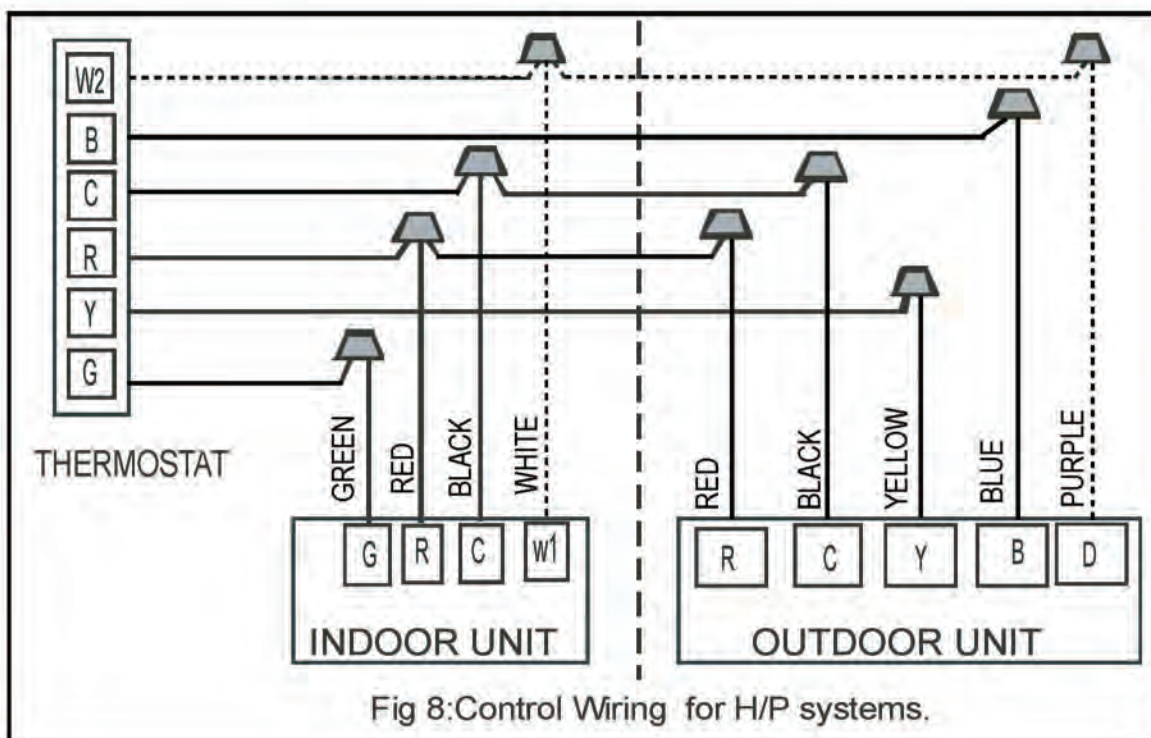 W2
B
C
R
Y
G
THERMOSTAT
GREEN
RED
BLACK
WHITE
RED
BLACK
YELLOW
BLUE
PURPLE
G R C w1
R C Y B D
INDOOR UNIT
OUTDOOR UNIT
Fig 8:Control Wiring for H/P systems.